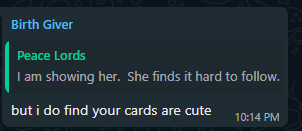 Birth Giver
Peace Lords
I am showing her.  She finds it hard to follow.
but i do find your cards are cute
10:14 PM